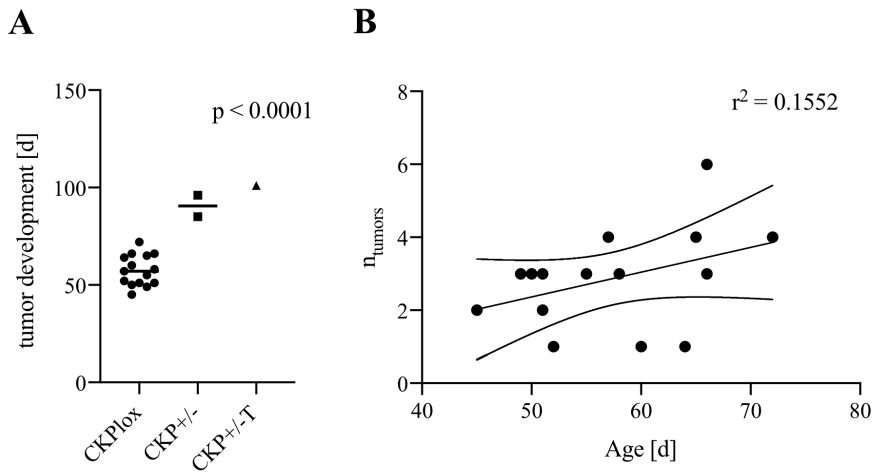 A
B
tumor development [d]
150
100
50
0
p < 0.0001
CKPlox
CKP+/-
CKP+/-T
n_tumors
8
6
4
2
0
r² = 0.1552
40
50
60
70
80
Age [d]